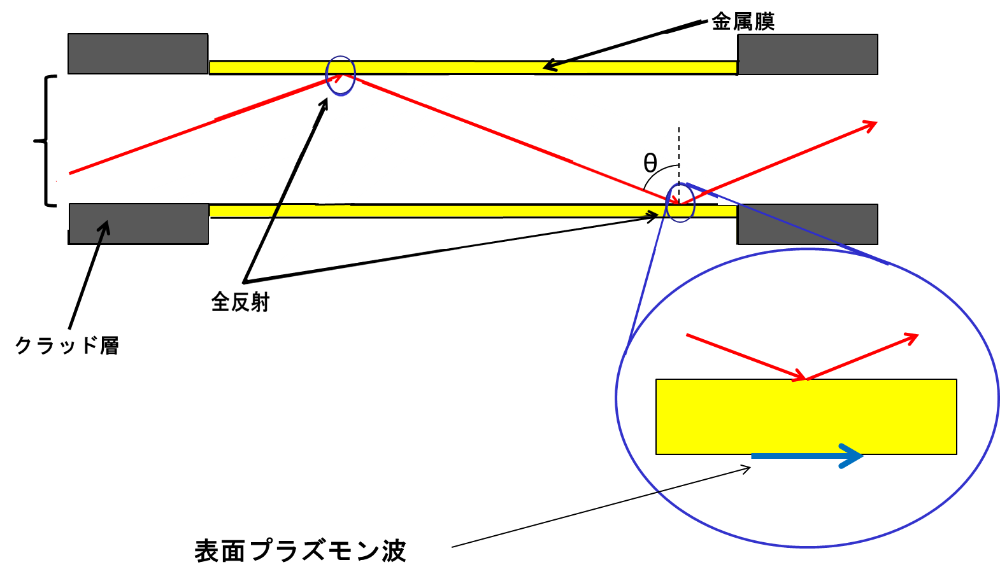 金属膜
θ
全反射
クラッド層
表面プラズモン波